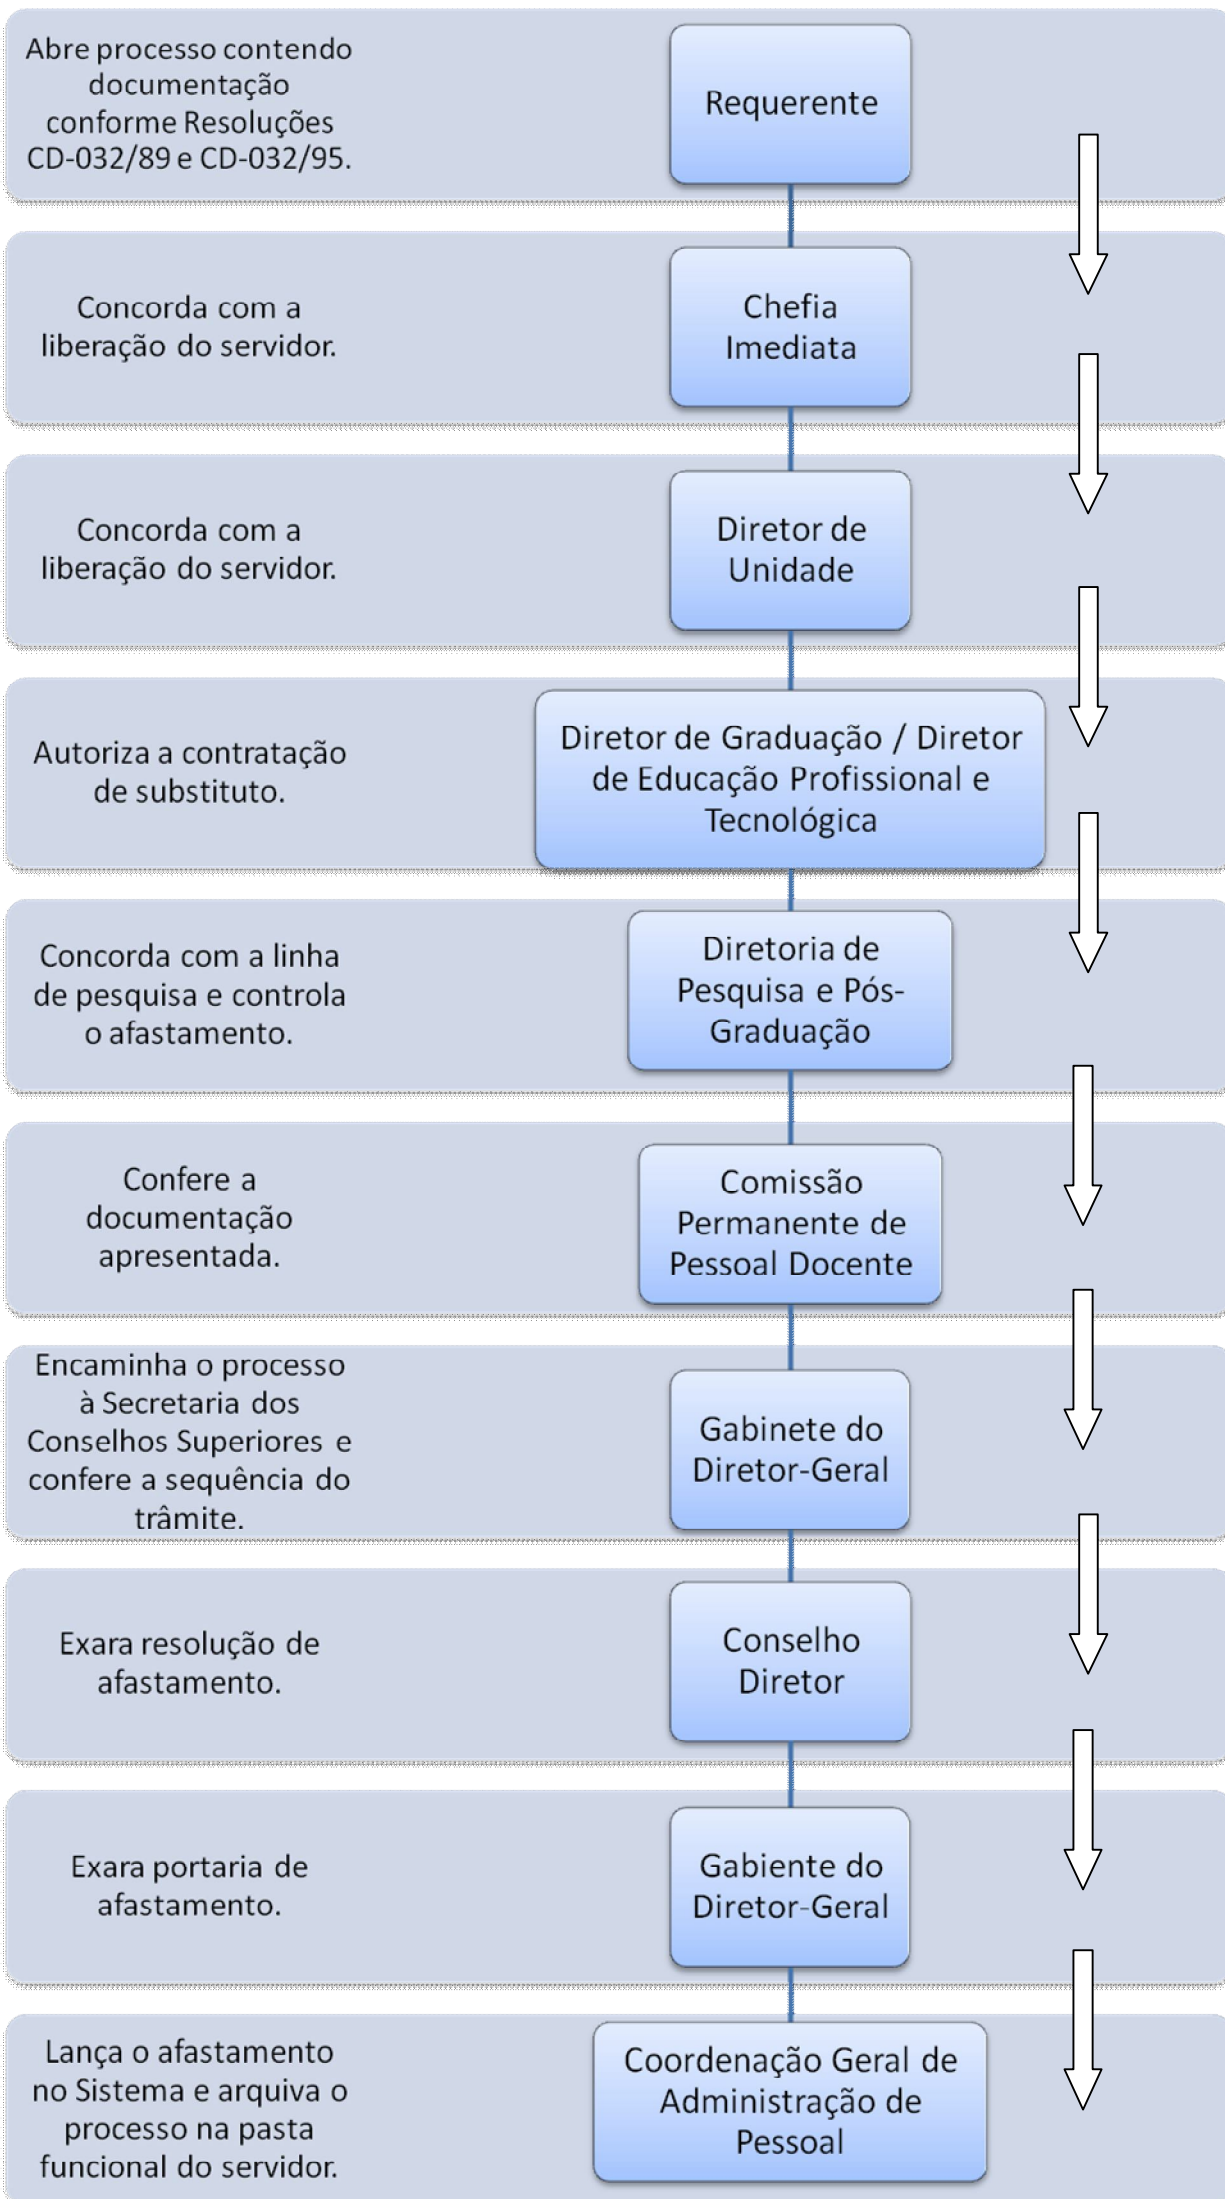 Abre processo contendo
documentação
conforme Resoluções
CD-032/89 e CD-032/95.
Requerente
Concorda com a
liberação do servidor.
Chefia
Imediata
Concorda com a
liberação do servidor.
Diretor de
Unidade
Autoriza a contratação
de substituto.
Diretor de Graduação / Diretor
de Educação Profissional e
Tecnológica
Concorda com a linha
de pesquisa e controla
o afastamento.
Diretoria de
Pesquisa e Pós-
Graduação
Confere a
documentação
apresentada.
Comissão
Permanente de
Pessoal Docente
Encaminha o processo
à Secretaria dos
Conselhos Superiores e
confere a sequência do
trâmite.
Gabinete do
Diretor-Geral
Exara resolução de
afastamento.
Conselho
Diretor
Exara portaria de
afastamento.
Gabiente do
Diretor-Geral
Lança o afastamento
no Sistema e arquiva o
processo na pasta
funcional do servidor.
Coordenação Geral de
Administração de
Pessoal